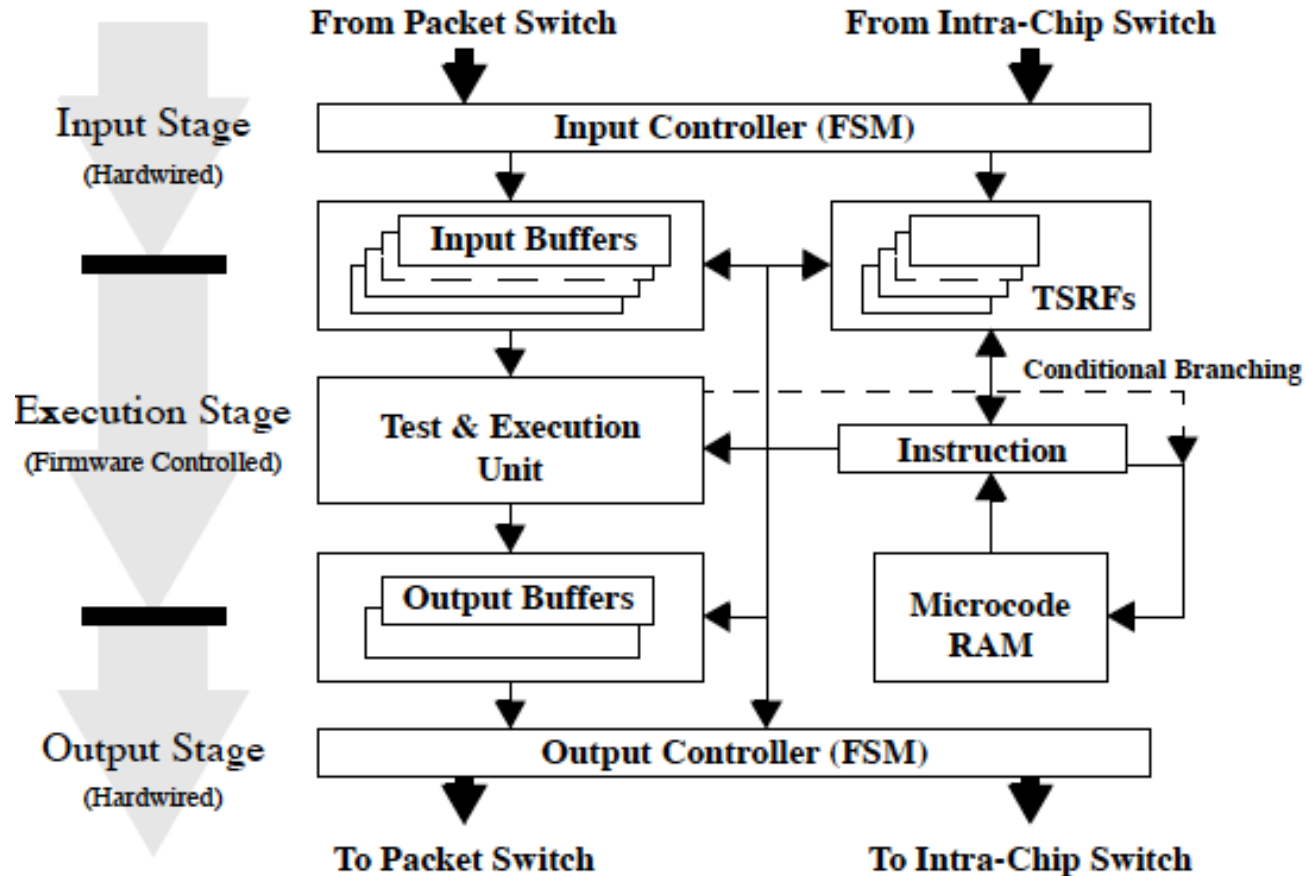 From Packet Switch
From Intra-Chip Switch
Input Stage
(Hardwired)
Input Controller (FSM)
Input Buffers
TSRFs
Conditional Branching
Execution Stage
(Firmware Controlled)
Test & Execution
Unit
Instruction
Output Buffers
Microcode
RAM
Output Stage
(Hardwired)
Output Controller (FSM)
To Packet Switch
To Intra-Chip Switch